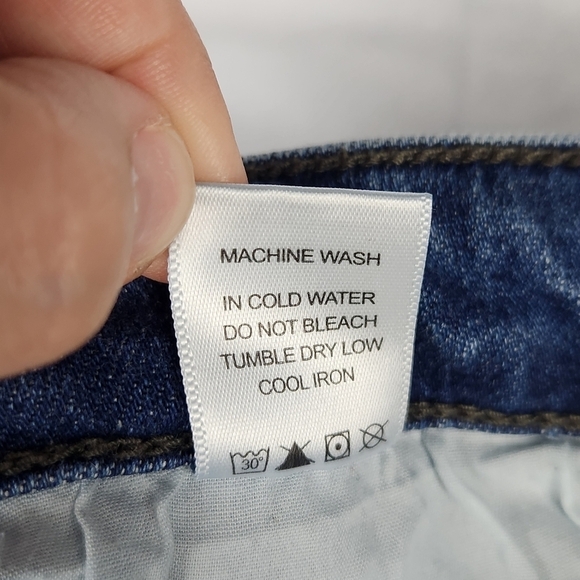 MACHINE WASH
IN COLD WATER
DO NOT BLEACH
TUMBLE DRY LOW
COOL IRON
30°